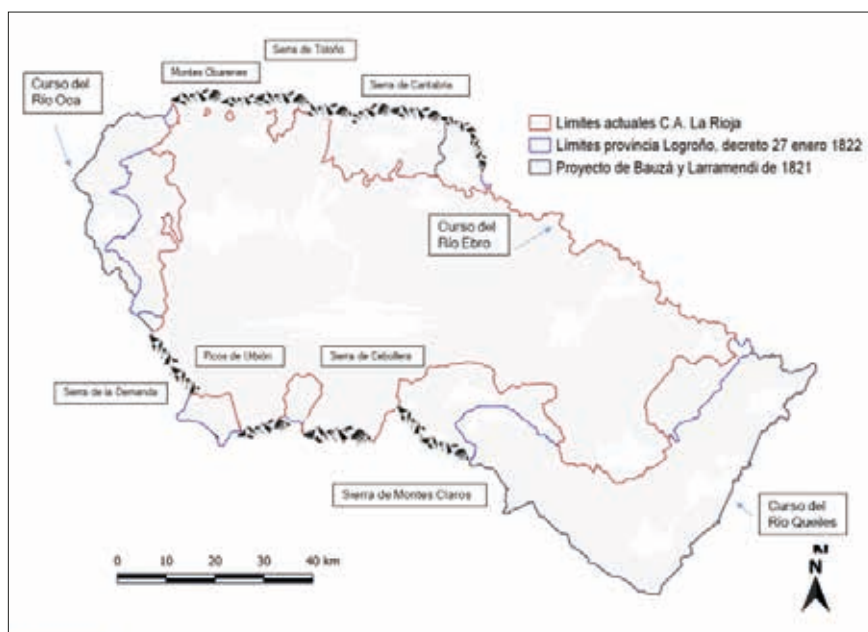 Sierra de Toloño
Montes Obarenes
Sierra de Cantabria
Curso del
Río Oca
Límites actuales C.A. La Rioja
Límites provincia Logroño, decreto 27 enero 1822
Proyecto de Bauzá y Larramendi de 1821
Curso del
Río Ebro
Picos de Urbión
Sierra de Cebollera
Sierra de la Demanda
Sierra de Montes Claros
Curso del
Río Queiles
0 10 20 30 40 km
N
N